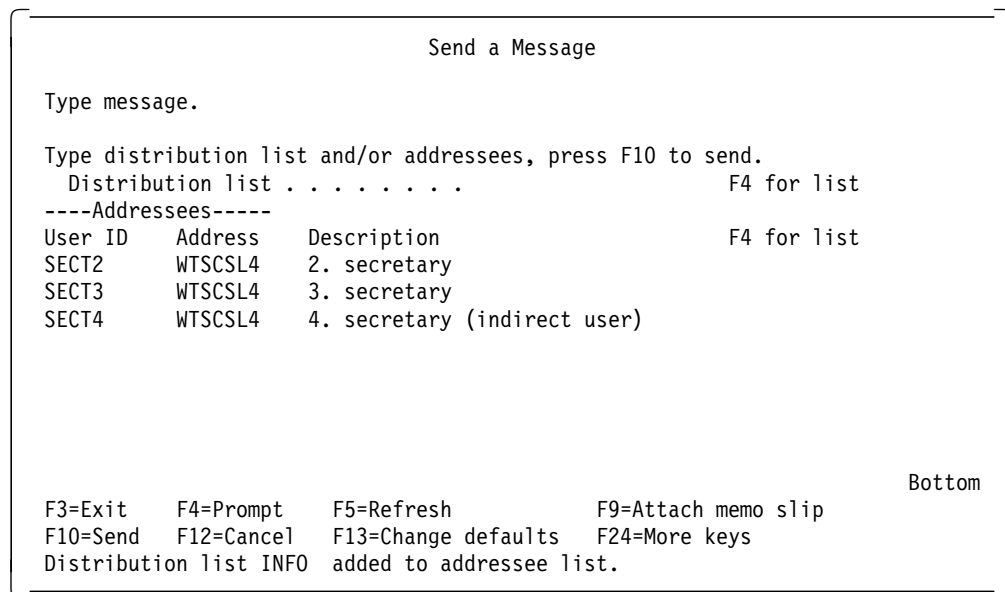 Send a Message
Type message.
Type distribution list and/or addressees, press F10 to send.
Distribution list . . . . . . . . F4 for list
----Addressees-----
User ID Address Description F4 for list
SECT2 WTSCSL4 2. secretary
SECT3 WTSCSL4 3. secretary
SECT4 WTSCSL4 4. secretary (indirect user)
Bottom
F3=Exit F4=Prompt F5=Refresh F9=Attach memo slip
F10=Send F12=Cancel F13=Change defaults F24=More keys
Distribution list INFO added to addressee list.